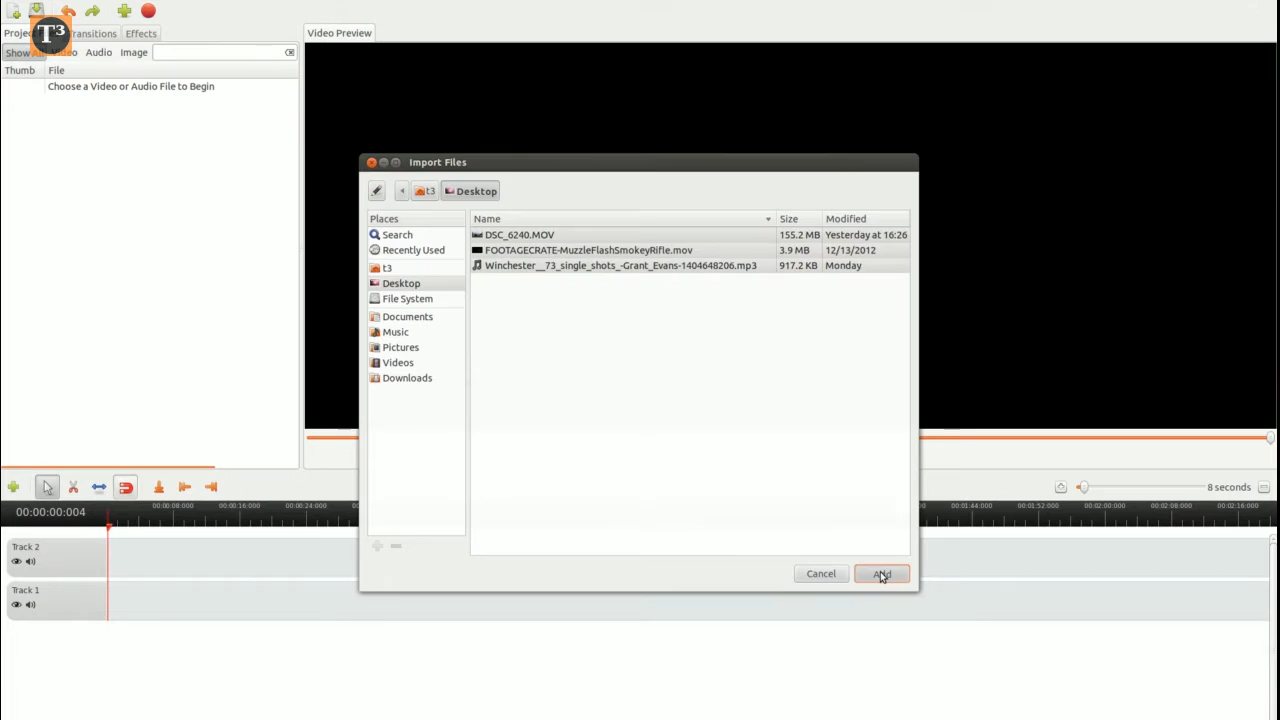 T³
Project Files Transitions Effects
Show All Video Audio Image
Thumb File
Choose a Video or Audio File to Begin
Video Preview
Import Files
t3 Desktop
Places
Search
Recently Used
t3
Desktop
File System
Documents
Music
Pictures
Videos
Downloads
Name Size Modified
DSC_6240.MOV 155.2 MB Yesterday at 16:26
FOOTAGECRATE-MuzzleFlashSmokeyRifle.mov 3.9 MB 12/13/2012
Winchester__73_single_shots_-Grant_Evans-1404648206.mp3 917.2 KB Monday
Cancel Add
8 seconds
00:00:00:004
00:00:08:000 00:00:16:000 00:00:24:000 00:01:44:000 00:01:52:000 00:02:00:000 00:02:08:000 00:02:16:000
Track 2
Track 1